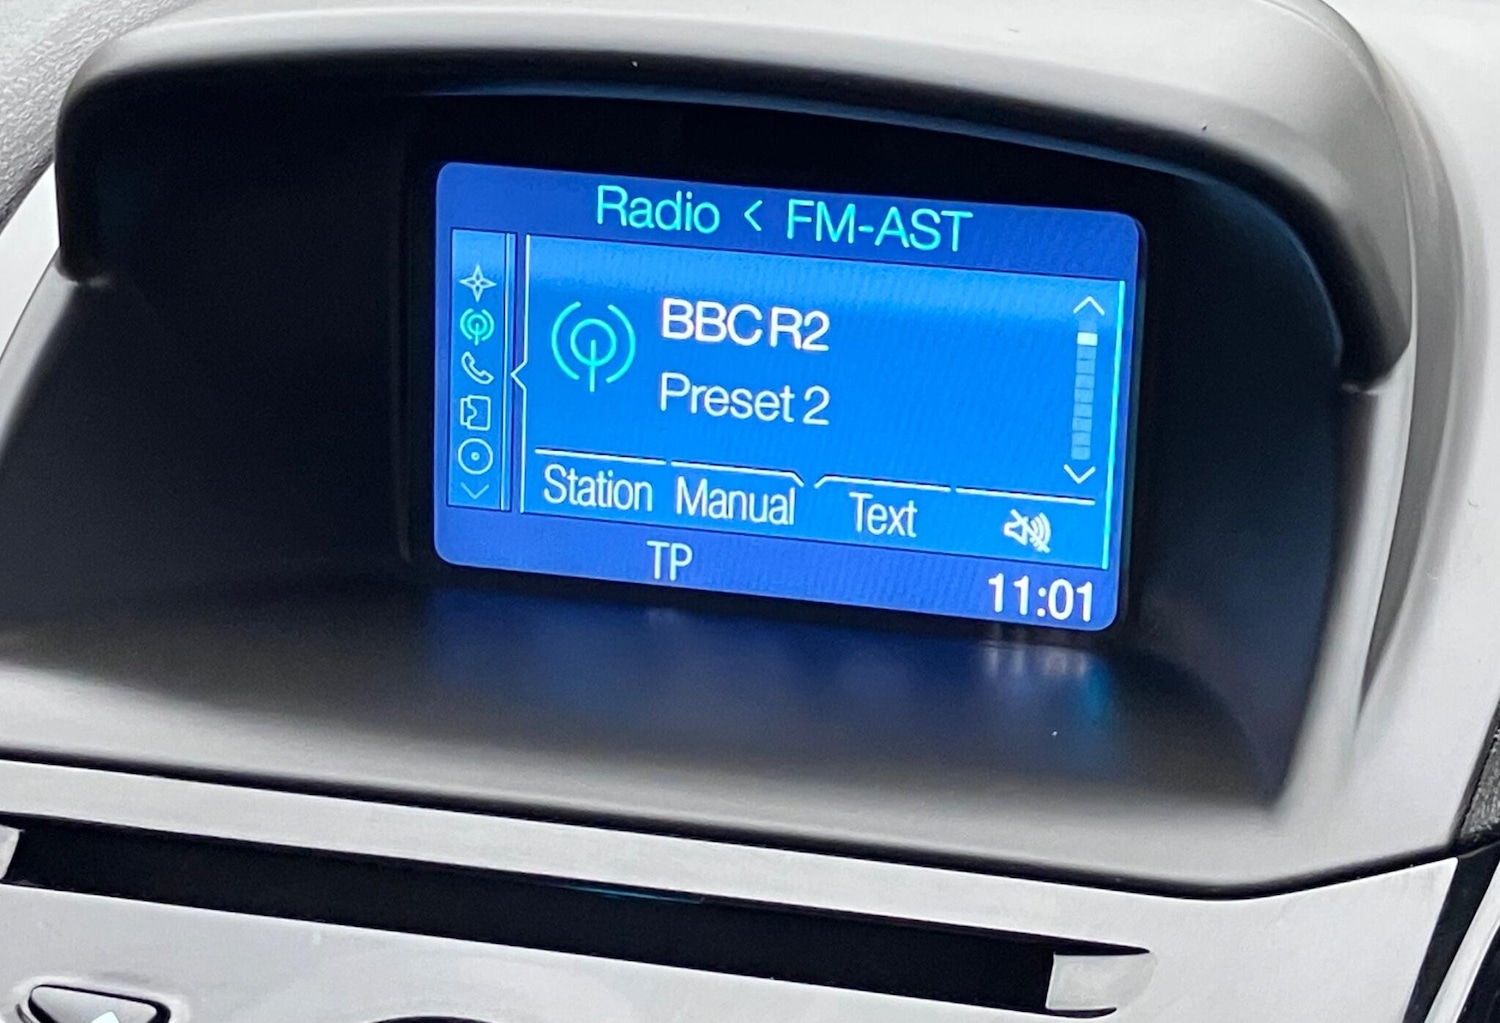 Radio < FM-AST
BBC R2
Preset 2
Station Manual Text
TP
11:01